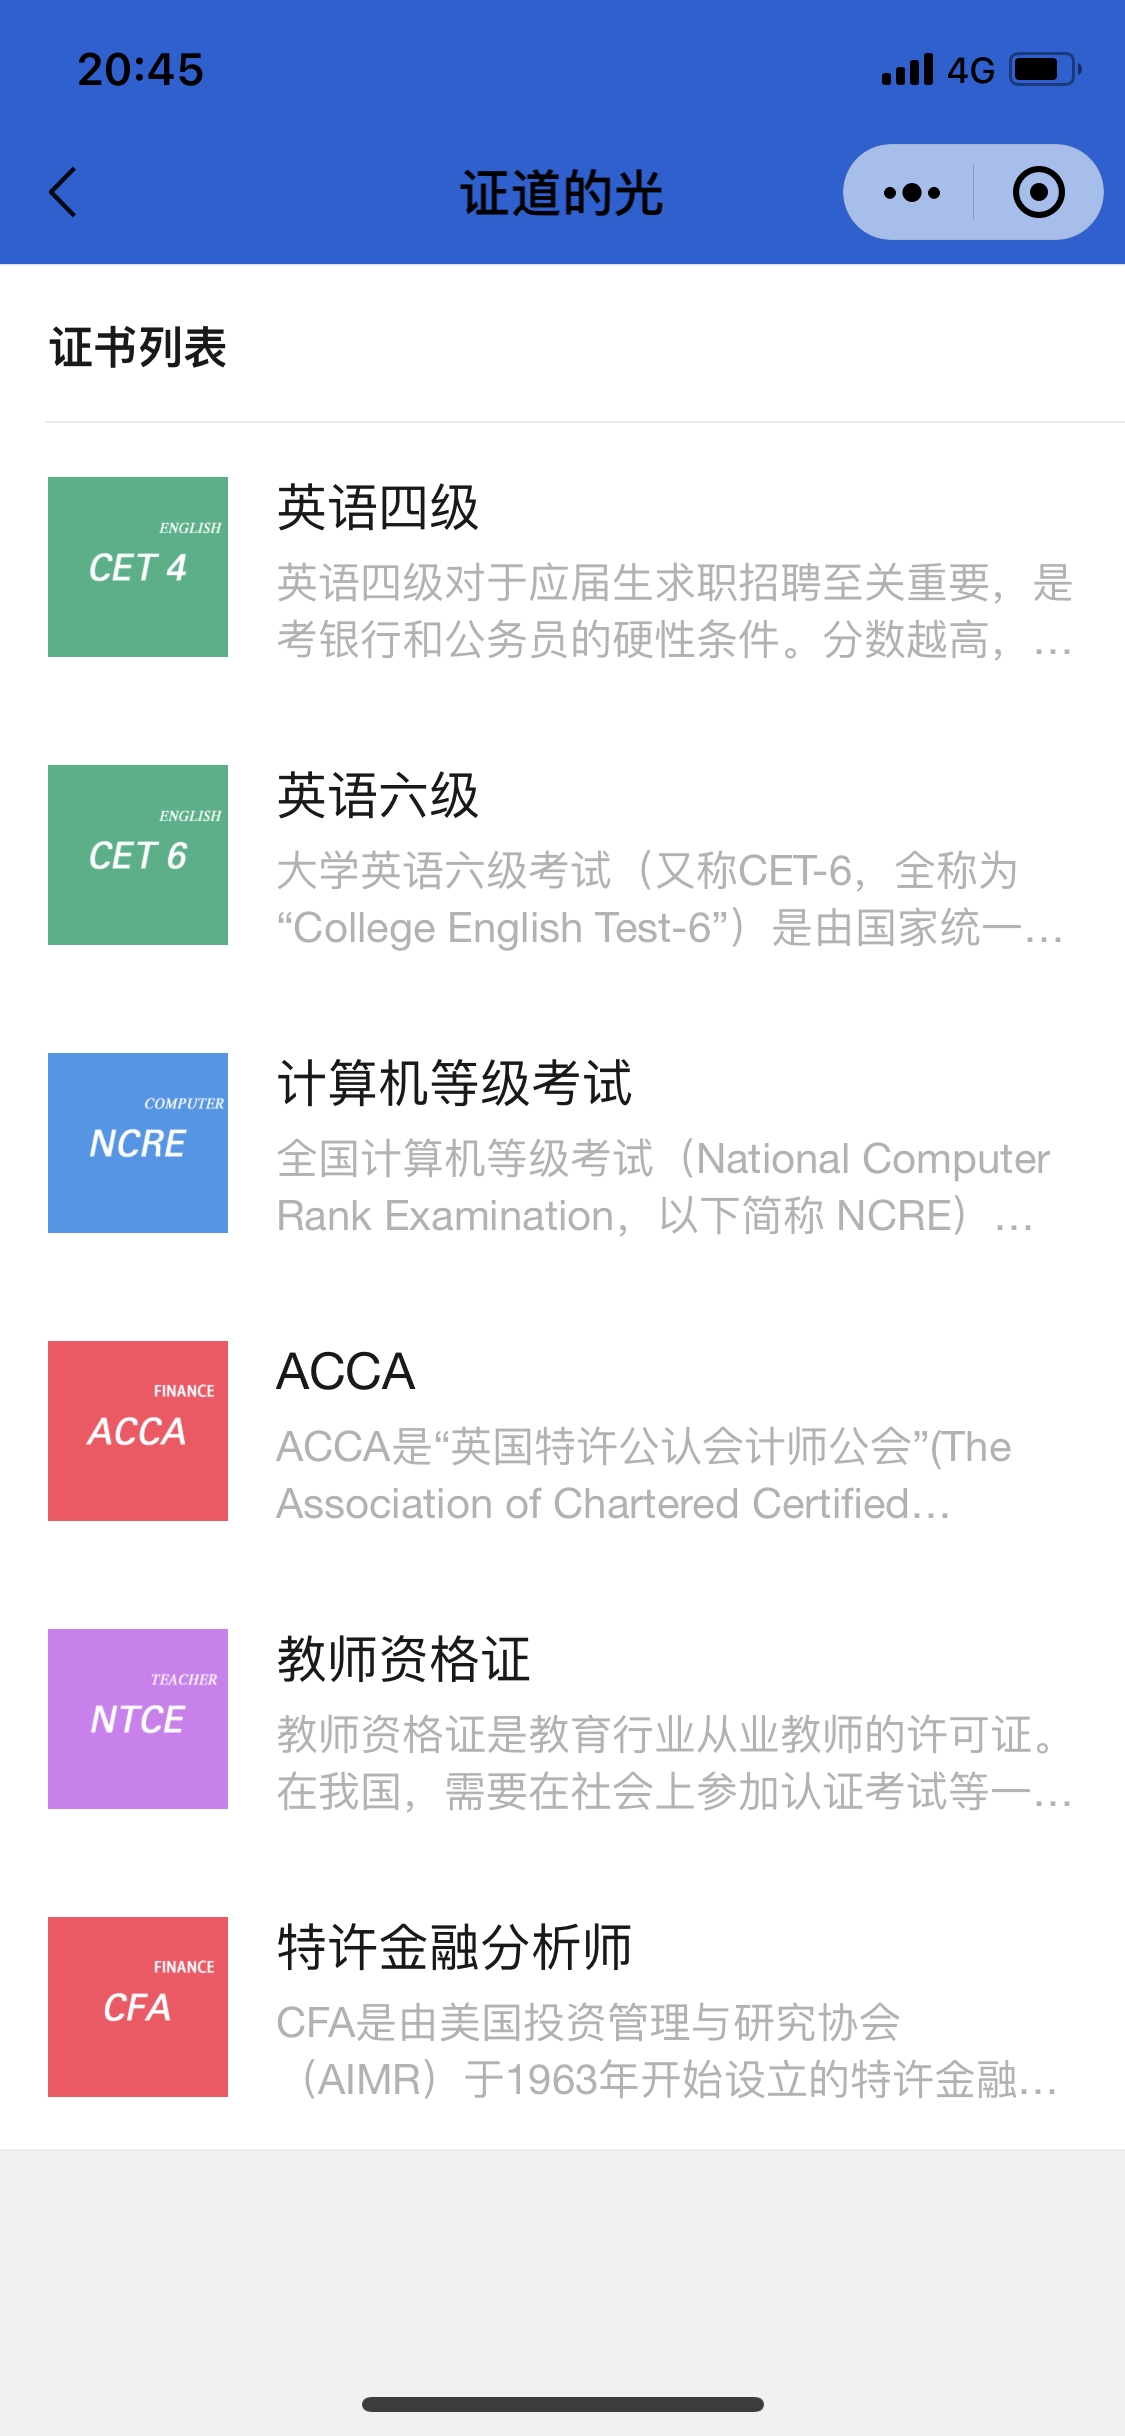 20:45
4G
证道的光
证书列表
ENGLISH
CET 4
英语四级
英语四级对于应届生求职招聘至关重要，是
考银行和公务员的硬性条件。分数越高，…
ENGLISH
CET 6
英语六级
大学英语六级考试（又称CET-6，全称为
“College English Test-6”）是由国家统一…
COMPUTER
NCRE
计算机等级考试
全国计算机等级考试（National Computer
Rank Examination，以下简称 NCRE）…
FINANCE
ACCA
ACCA
ACCA是“英国特许公认会计师公会”(The
Association of Chartered Certified…
TEACHER
NTCE
教师资格证
教师资格证是教育行业从业教师的许可证。
在我国，需要在社会上参加认证考试等一…
FINANCE
CFA
特许金融分析师
CFA是由美国投资管理与研究协会
（AIMR）于1963年开始设立的特许金融…